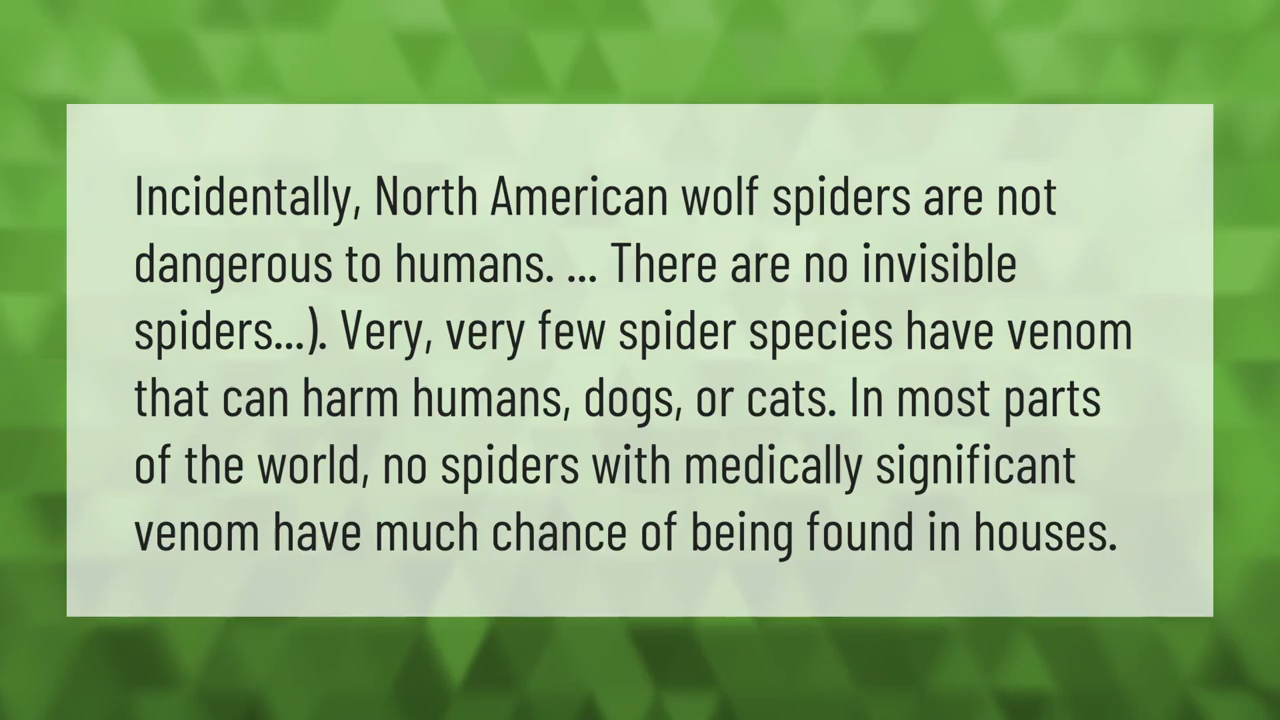 Incidentally, North American wolf spiders are not
dangerous to humans. ... There are no invisible
spiders...). Very, very few spider species have venom
that can harm humans, dogs, or cats. In most parts
of the world, no spiders with medically significant
venom have much chance of being found in houses.